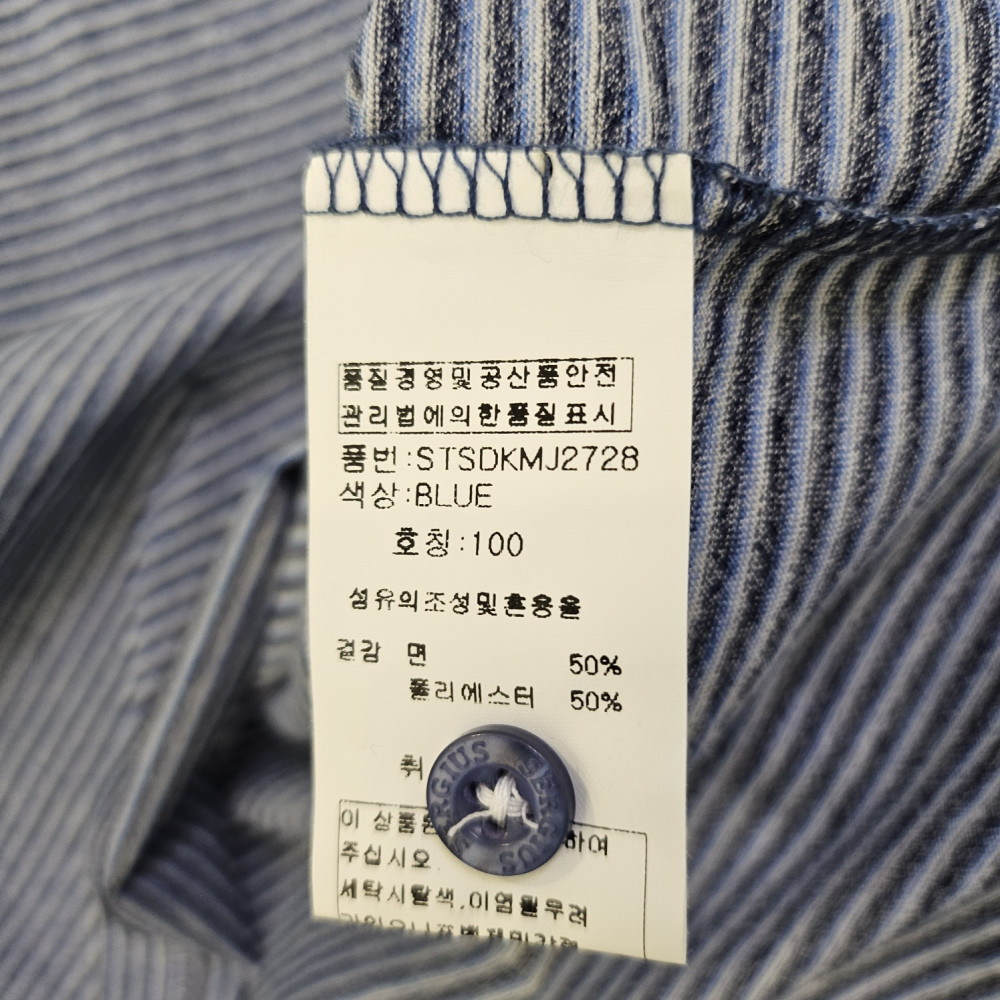 품질경영및공산품안전
관리법에의한품질표시
품번:STSDKMJ2728
색상:BLUE
호칭:100
섬유의조성및혼용율
겉감 면 50%
폴리에스터 50%
취
SERGIUS SERGIUS
이 상품은 하여
주십시오
세탁시탈색,이염될우려